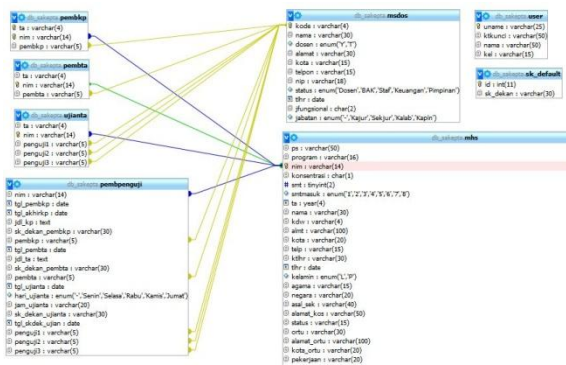 db_sakepta pembkp
ta : varchar(4)
nim : varchar(14)
pembkp : varchar(5)
db_sakepta pembta
ta : varchar(4)
nim : varchar(14)
pembta : varchar(5)
db_sakepta ujianta
ta : varchar(4)
nim : varchar(14)
penguji1 : varchar(5)
penguji2 : varchar(5)
penguji3 : varchar(5)
db_sakepta pembpenguji
nim : varchar(14)
tgl_pembkp : date
tgl_akhirkp : date
jdl_kp : text
sk_dekan_pembkp : varchar(30)
pembkp : varchar(5)
tgl_pembta : date
jdl_ta : text
sk_dekan_pembta : varchar(30)
pembta : varchar(5)
tgl_ujianta : date
hari_ujianta : enum('-','Senin','Selasa','Rabu','Kamis','Jumat')
jam_ujianta : varchar(20)
sk_dekan_ujianta : varchar(30)
tgl_skdek_ujian : date
penguji1 : varchar(5)
penguji2 : varchar(5)
penguji3 : varchar(5)
db_sakepta msdos
kode : varchar(4)
nama : varchar(30)
dosen : enum('Y','T')
alamat : varchar(30)
kota : varchar(15)
telpon : varchar(15)
nip : varchar(18)
status : enum('Dosen','BAK','Staf','Keuangan','Pimpinan')
tlhr : date
jfungsional : char(2)
jabatan : enum('-','Kajur','Sekjur','Kalab','Kapin')
db_sakepta mhs
ps : varchar(50)
program : varchar(16)
nim : varchar(14)
konsentrasi : char(1)
smt : tinyint(2)
smtmasuk : enum('1','2','3','4','5','6','7','8')
ta : year(4)
nama : varchar(30)
kdw : varchar(4)
almt : varchar(100)
kota : varchar(20)
telp : varchar(15)
ktlhr : varchar(30)
tlhr : date
kelamin : enum('L','P')
agama : varchar(15)
negara : varchar(20)
asal_sek : varchar(40)
alamat_kos : varchar(50)
status : varchar(15)
ortu : varchar(30)
alamat_ortu : varchar(100)
kota_ortu : varchar(20)
pekerjaan : varchar(20)
db_sakepta user
uname : varchar(25)
ktkunci : varchar(50)
nama : varchar(50)
kel : varchar(15)
db_sakepta sk_default
id : int(11)
sk_dekan : varchar(30)